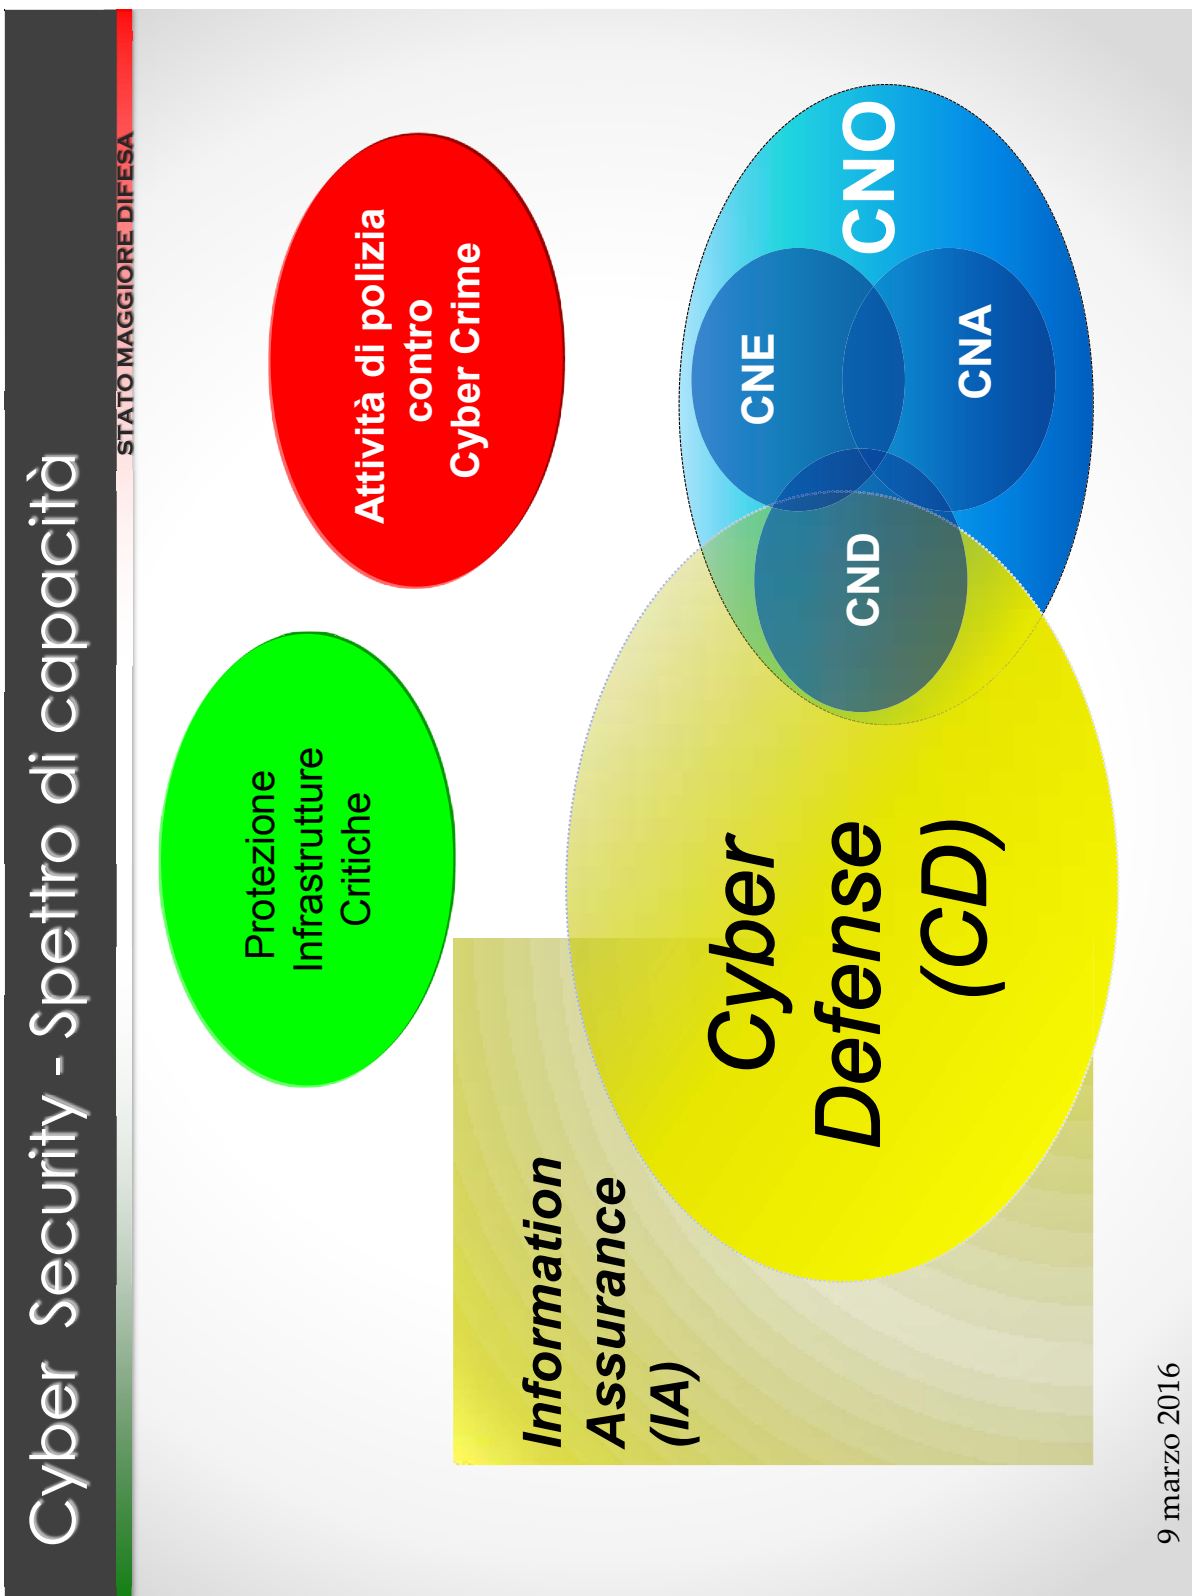 Cyber Security - Spettro di capacità
STATO MAGGIORE DIFESA
Protezione
Infrastrutture
Critiche
Attività di polizia
contro
Cyber Crime
Information
Assurance
(IA)
Cyber
Defense
(CD)
CND
CNE
CNA
CNO
9 marzo 2016